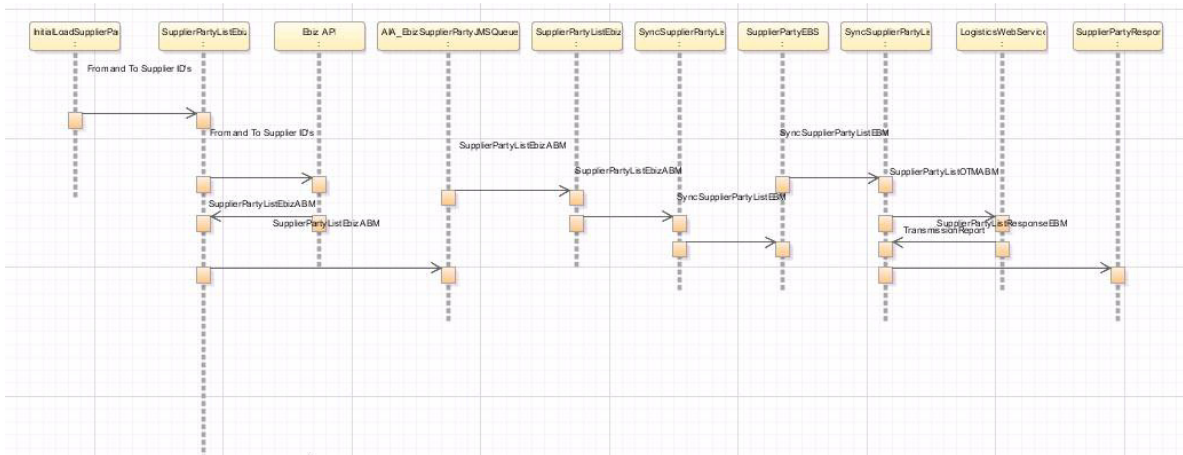 InitialLoadSupplierPa
:
SupplierPartyListEbiz
:
Ebiz API
:
AIA_EbizSupplierPartyJMSQueue
:
SupplierPartyListEbiz
:
SyncSupplierPartyLis
:
SupplierPartyEBS
:
SyncSupplierPartyLis
:
LogisticsWebService
:
SupplierPartyRespon
:
From and To Supplier ID's
From and To Supplier ID's
SyncSupplierPartyListEBM
SupplierPartyListEbizABM
SupplierPartyListEbizABM
SupplierPartyListOTMABM
SyncSupplierPartyListEBM
SupplierPartyListEbizABM
SupplierPartyListEbizABM
SupplierPartyListResponseEBM
TransmissionReport